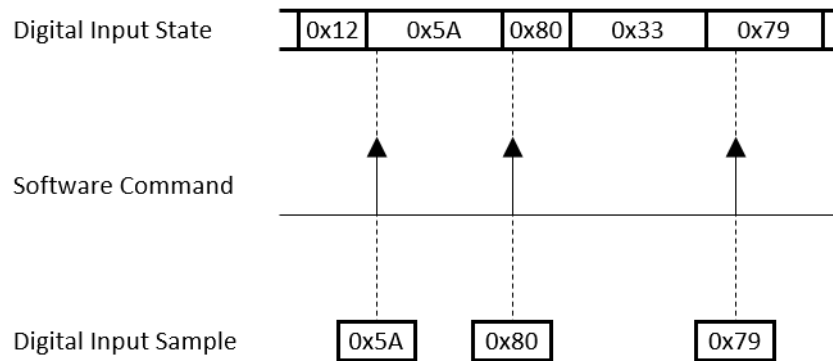 Digital Input State 0x12 0x5A 0x80 0x33 0x79
Software Command
Digital Input Sample 0x5A 0x80 0x79